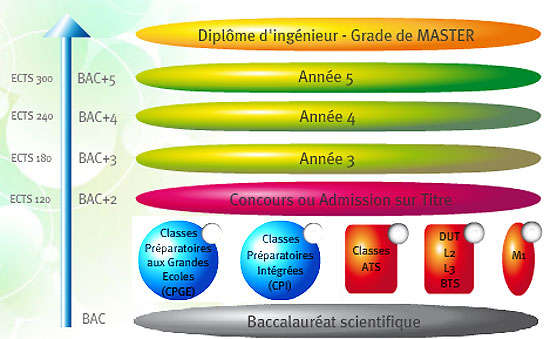 Diplôme d'ingénieur - Grade de MASTER
ECTS 300 BAC+5 Année 5
ECTS 240 BAC+4 Année 4
ECTS 180 BAC+3 Année 3
ECTS 120 BAC+2 Concours ou Admission sur Titre
Classes
Préparatoires
aux Grandes
Ecoles
(CPGE)
Classes
Préparatoires
Intégrées
(CPI)
Classes
ATS
DUT
L2
L3
BTS
M1
BAC Baccalauréat scientifique